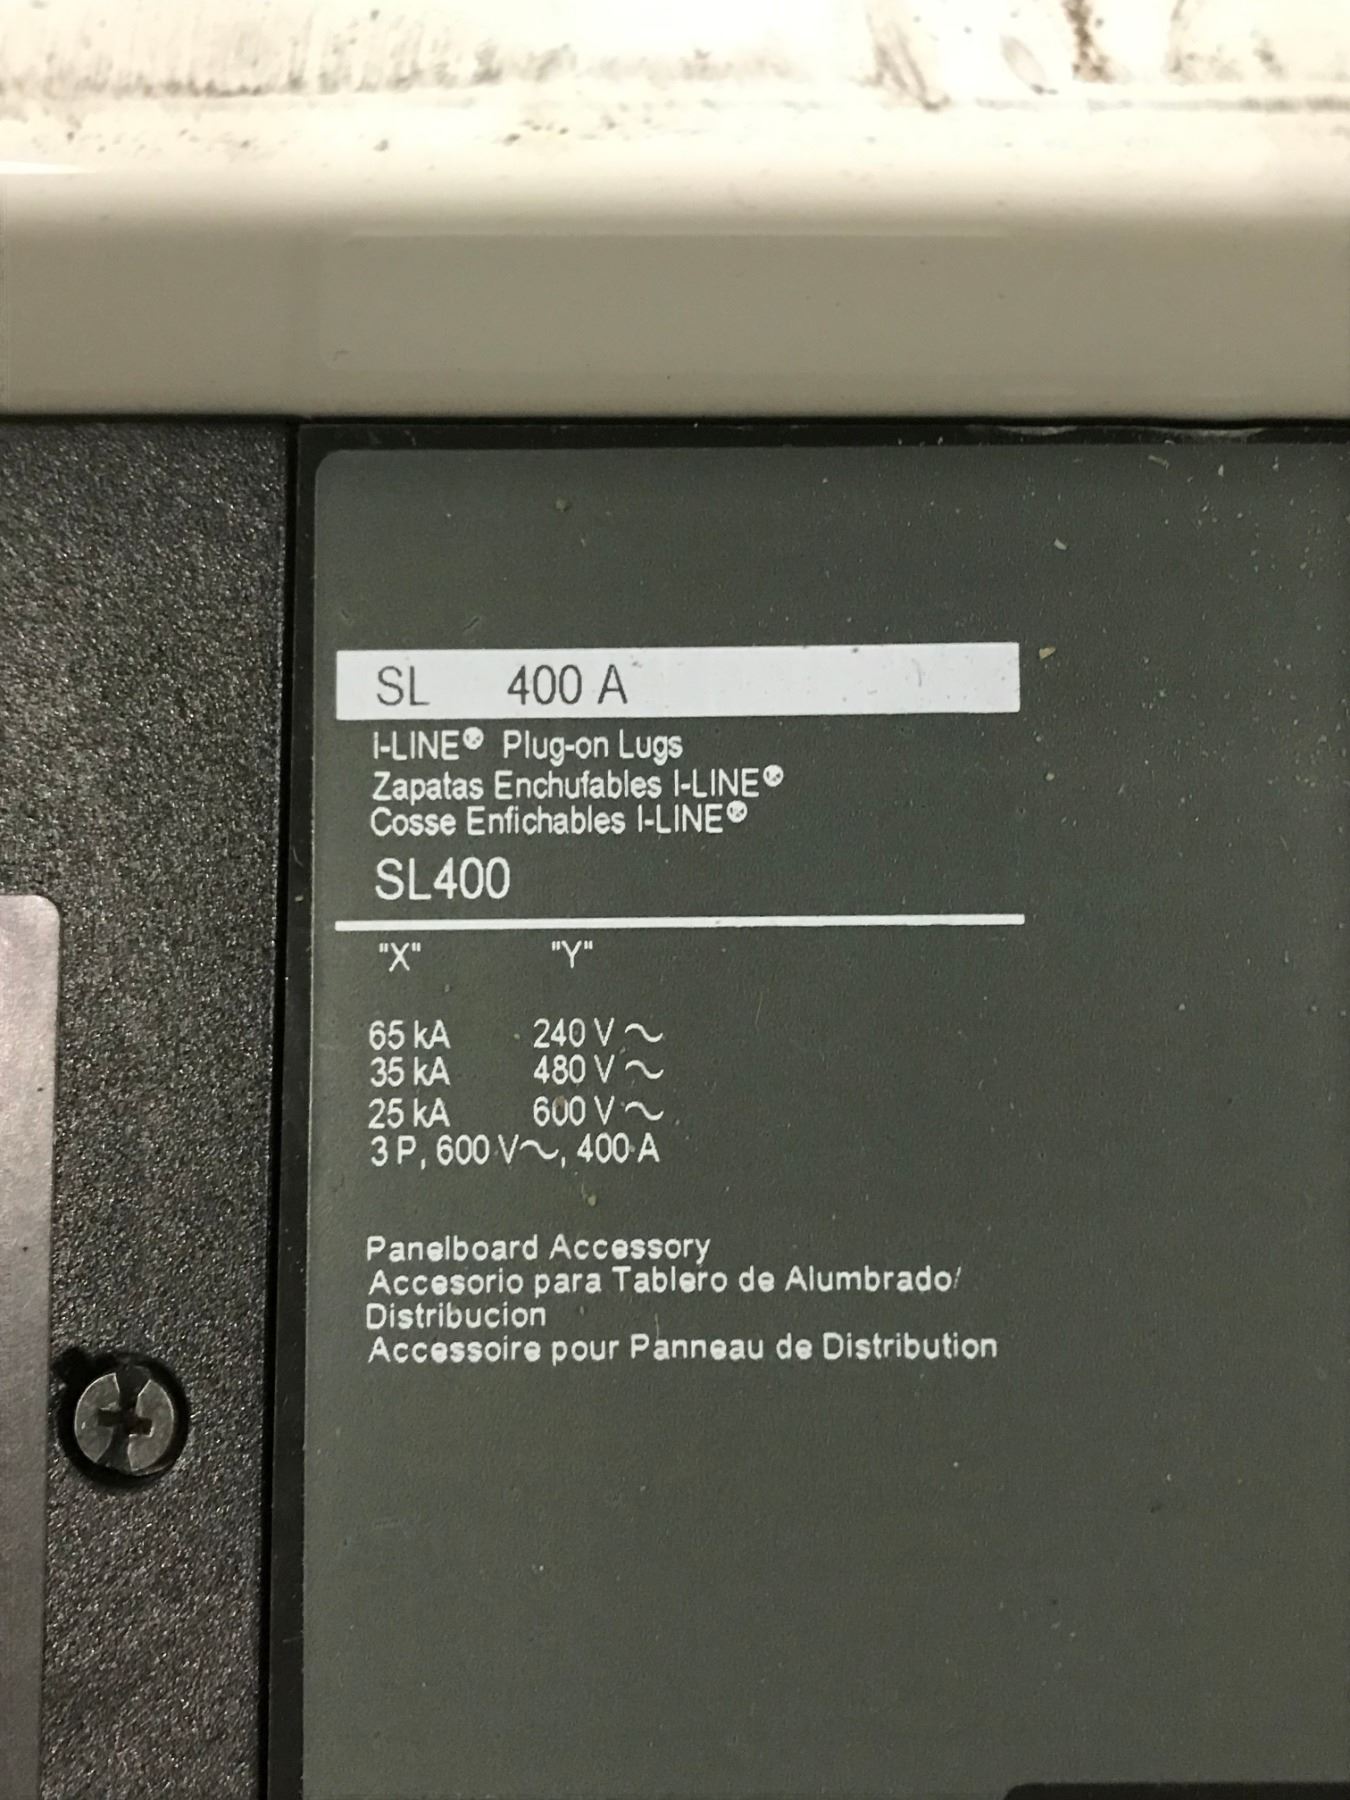 SL 400 A
I-LINE® Plug-on Lugs
Zapatas Enchufables I-LINE®
Cosse Enfichables I-LINE®
SL400
"X" "Y"
65 kA 240 V ~
35 kA 480 V ~
25 kA 600 V ~
3 P, 600 V~, 400 A
Panelboard Accessory
Accesorio para Tablero de Alumbrado/
Distribucion
Accessoire pour Panneau de Distribution